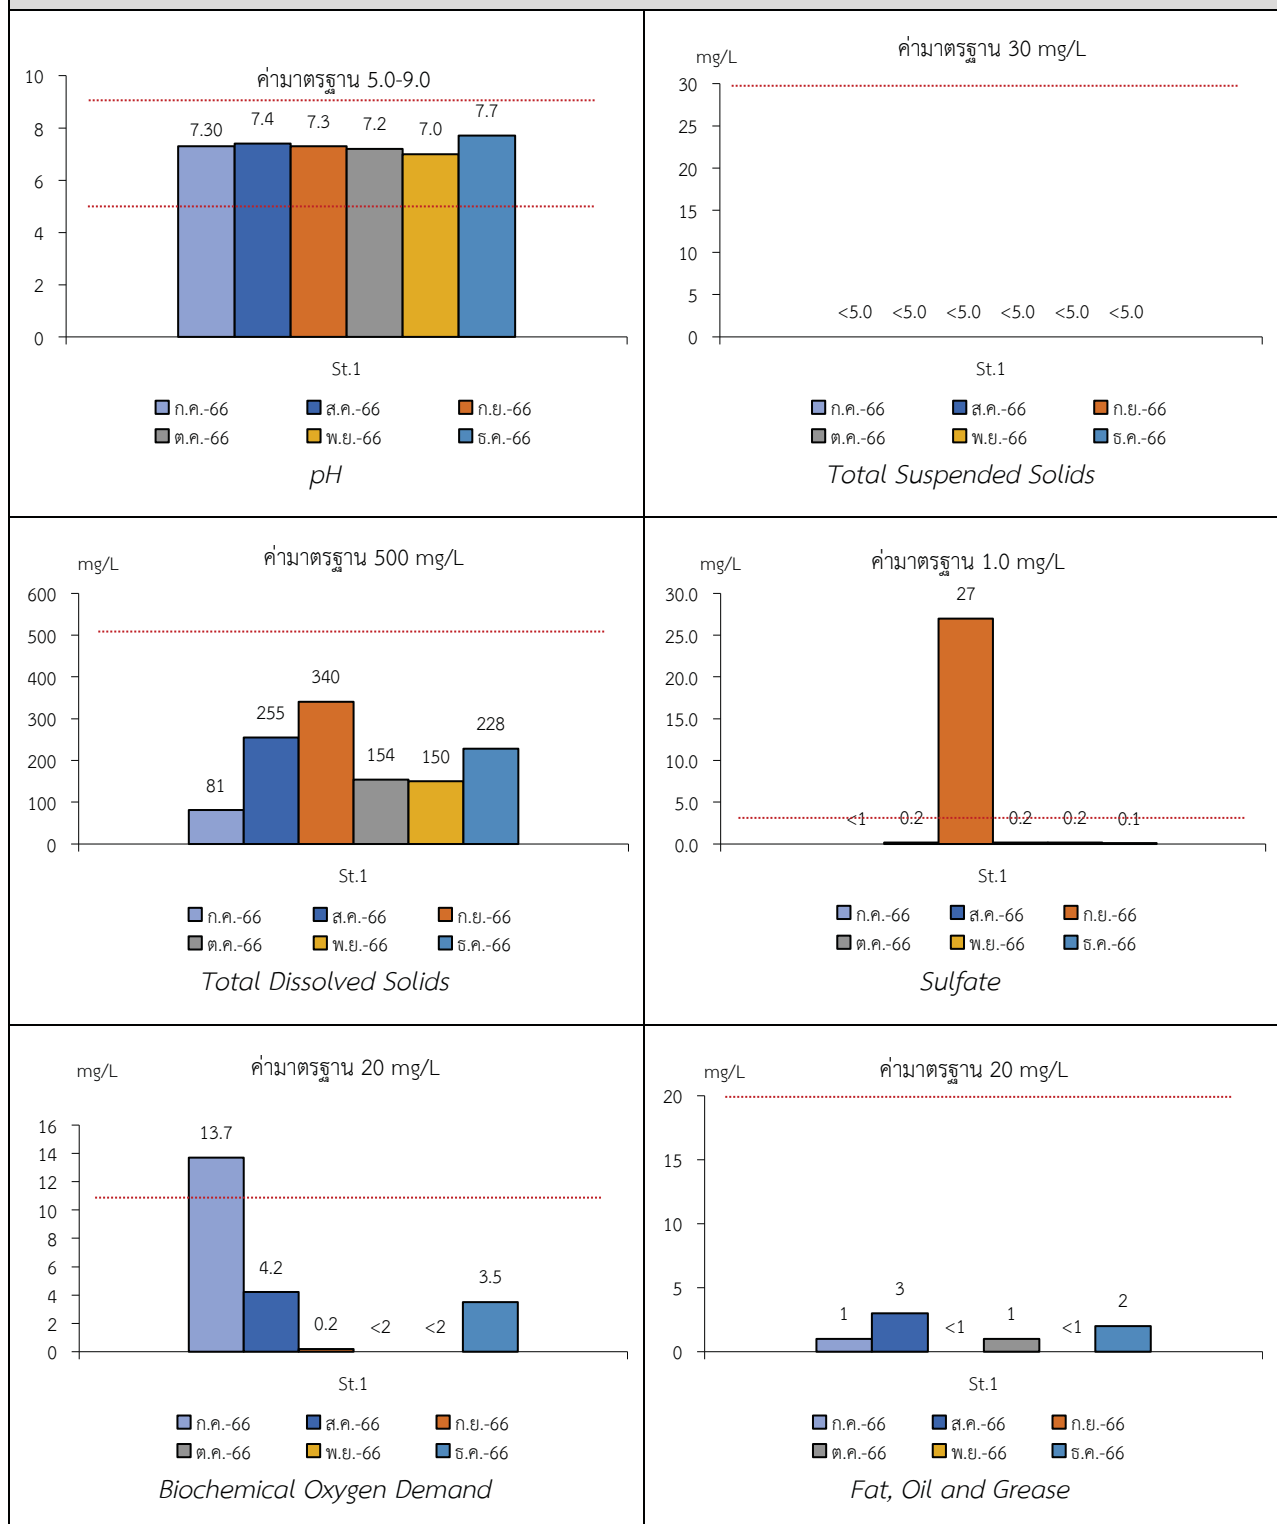 ค่ามาตรฐาน 5.0-9.0
10
8
6
4
2
0
7.30 7.4 7.3 7.2 7.0 7.7
St.1
ก.ค.-66 ส.ค.-66 ก.ย.-66
ต.ค.-66 พ.ย.-66 ธ.ค.-66
pH
mg/L
ค่ามาตรฐาน 30 mg/L
30
25
20
15
10
5
0
<5.0 <5.0 <5.0 <5.0 <5.0 <5.0
St.1
ก.ค.-66 ส.ค.-66 ก.ย.-66
ต.ค.-66 พ.ย.-66 ธ.ค.-66
Total Suspended Solids
mg/L
ค่ามาตรฐาน 500 mg/L
600
500
400
300
200
100
0
81 255 340 154 150 228
St.1
ก.ค.-66 ส.ค.-66 ก.ย.-66
ต.ค.-66 พ.ย.-66 ธ.ค.-66
Total Dissolved Solids
mg/L
ค่ามาตรฐาน 1.0 mg/L
30.0
25.0
20.0
15.0
10.0
5.0
0.0
<1 0.2 27 0.2 0.2 0.1
St.1
ก.ค.-66 ส.ค.-66 ก.ย.-66
ต.ค.-66 พ.ย.-66 ธ.ค.-66
Sulfate
mg/L
ค่ามาตรฐาน 20 mg/L
16
14
12
10
8
6
4
2
0
13.7 4.2 0.2 <2 <2 3.5
St.1
ก.ค.-66 ส.ค.-66 ก.ย.-66
ต.ค.-66 พ.ย.-66 ธ.ค.-66
Biochemical Oxygen Demand
mg/L
ค่ามาตรฐาน 20 mg/L
20
15
10
5
0
1 3 <1 1 <1 2
St.1
ก.ค.-66 ส.ค.-66 ก.ย.-66
ต.ค.-66 พ.ย.-66 ธ.ค.-66
Fat, Oil and Grease